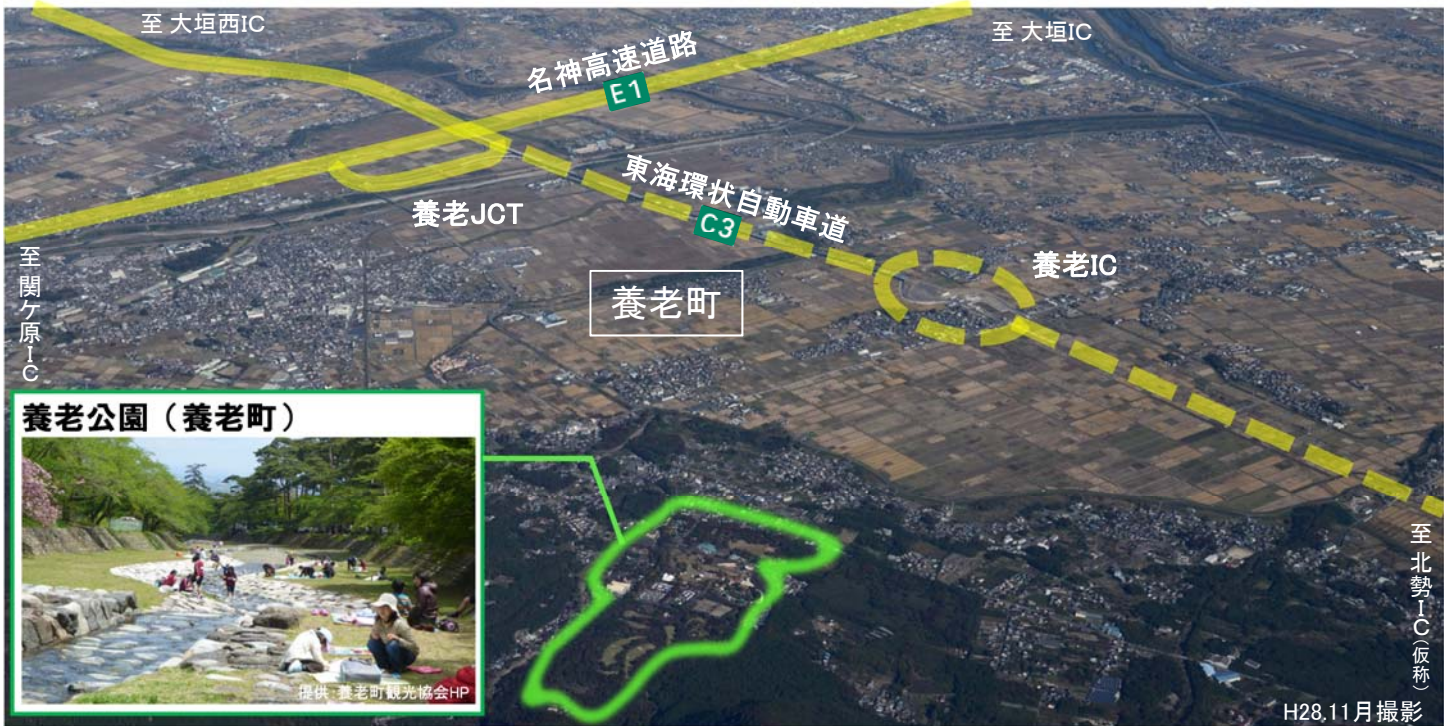 至 大垣西IC
至 大垣IC
名神高速道路
E1
東海環状自動車道
C3
養老JCT
養老IC
養老町
至関ケ原IC
養老公園（養老町）
提供：養老町観光協会HP
至北勢IC（仮称）
H28.11月撮影